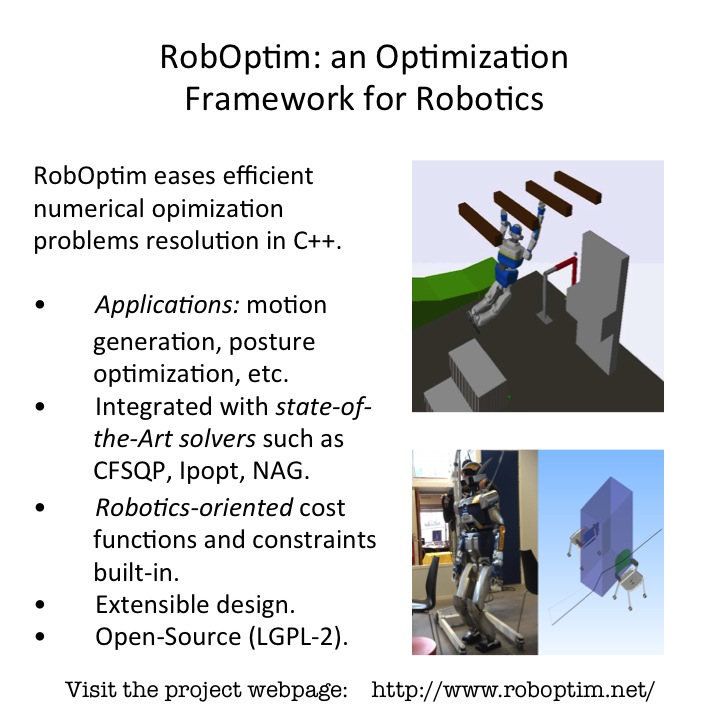 RobOptim: an Optimization
Framework for Robotics
RobOptim eases efficient
numerical opimization
problems resolution in C++.
• Applications: motion
generation, posture
optimization, etc.
• Integrated with state-of-
the-Art solvers such as
CFSQP, Ipopt, NAG.
• Robotics-oriented cost
functions and constraints
built-in.
• Extensible design.
• Open-Source (LGPL-2).
Visit the project webpage: http://www.roboptim.net/